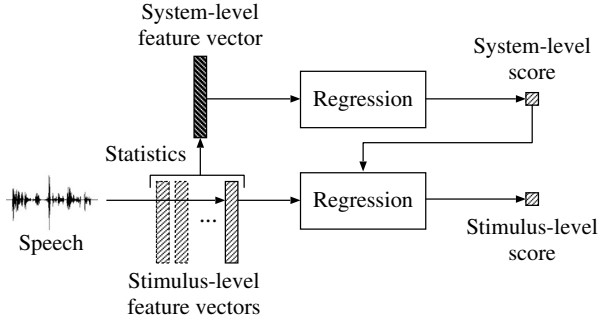 System-level
feature vector
System-level
score
Regression
Statistics
Regression
...
Speech
Stimulus-level
feature vectors
Stimulus-level
score